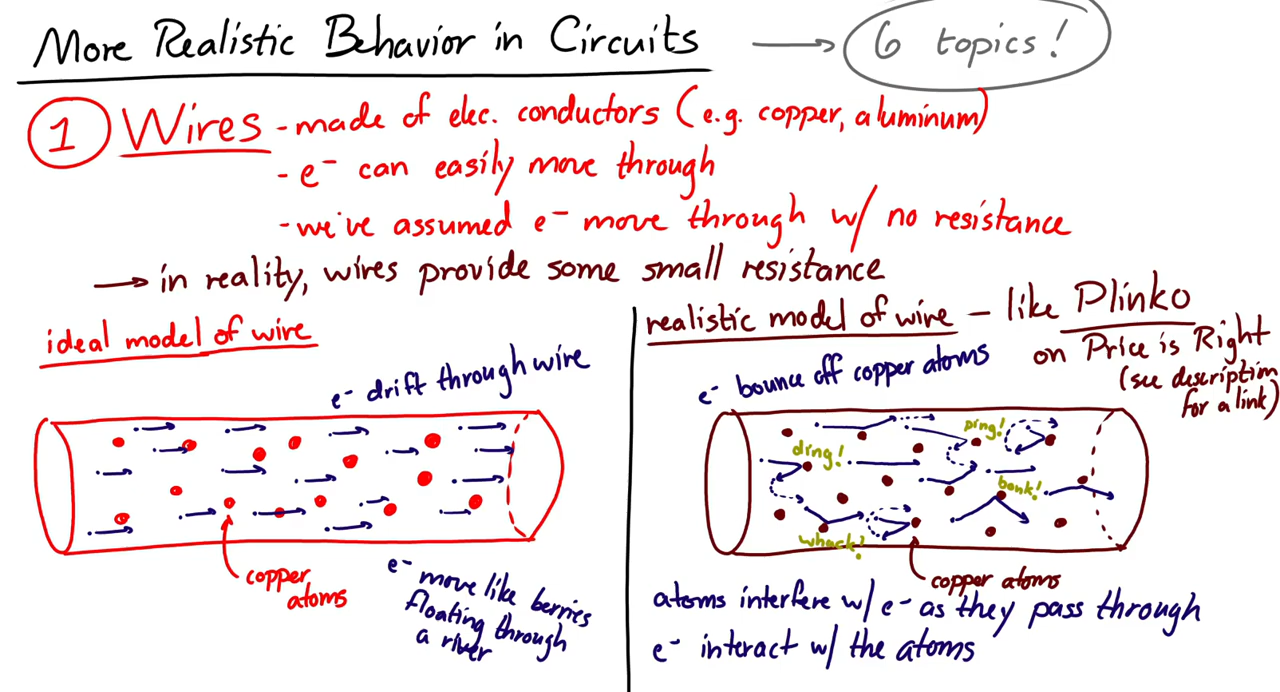 More Realistic Behavior in Circuits → 6 topics!
① Wires - made of elec. conductors (e.g. copper, aluminum)
- e⁻ can easily move through
- we've assumed e⁻ move through w/ no resistance
→ in reality, wires provide some small resistance
ideal model of wire
e⁻ drift through wire
copper
atoms
e⁻ move like berries
floating through
a river
realistic model of wire - like Plinko
on Price is Right
(see description
for a link)
e⁻ bounce off copper atoms
ping!
ding!
bonk!
whack!
copper atoms
atoms interfere w/ e⁻ as they pass through
e⁻ interact w/ the atoms